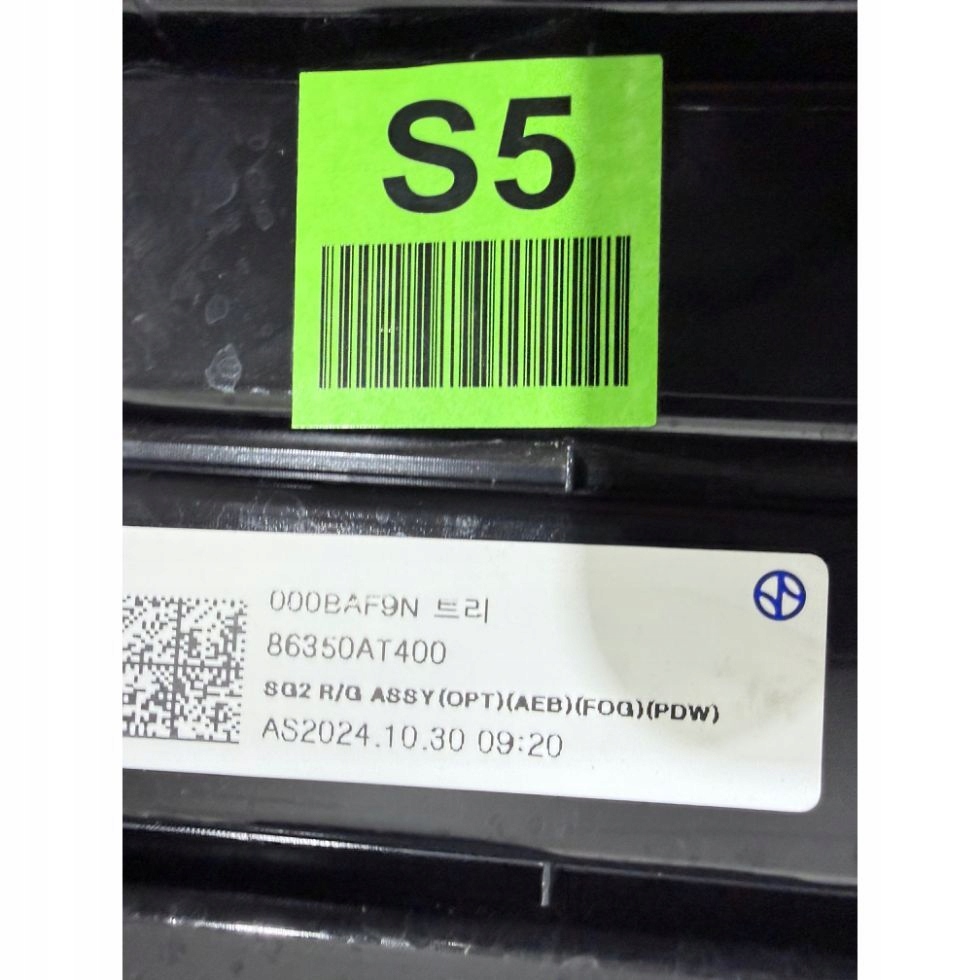 S5
000BAF9N 트리
86350AT400
SG2 R/G ASSY(OPT)(AEB)(FOG)(PDW)
AS2024.10.30 09:20